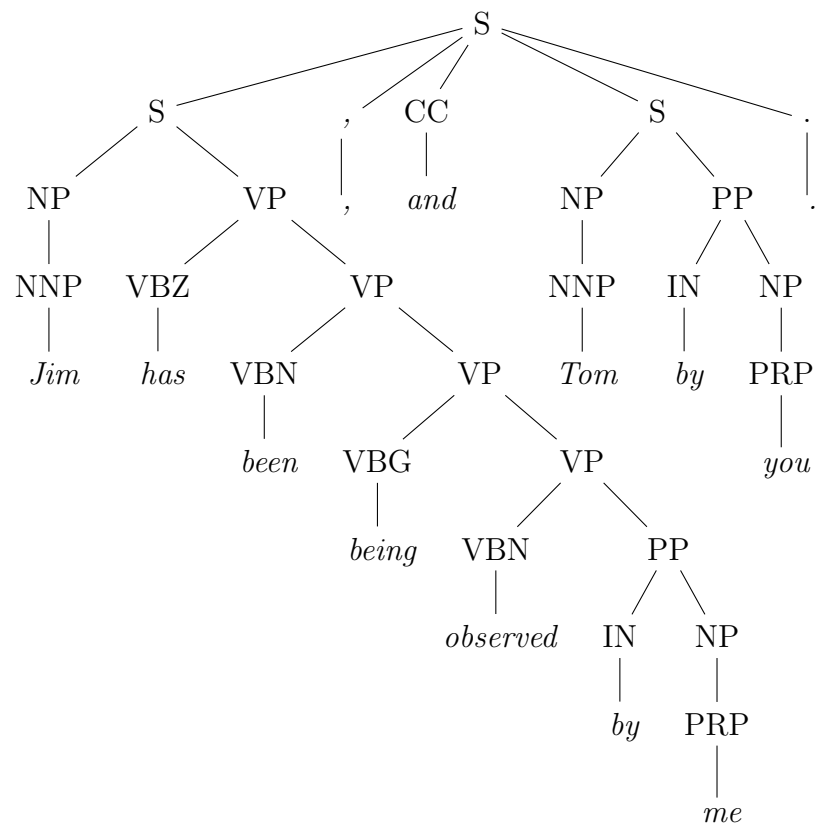 S
S , CC S .
NP VP , and NP PP .
NNP VBZ VP NNP IN NP
Jim has VBN VP Tom by PRP
been VBG VP you
being VBN PP
observed IN NP
by PRP
me